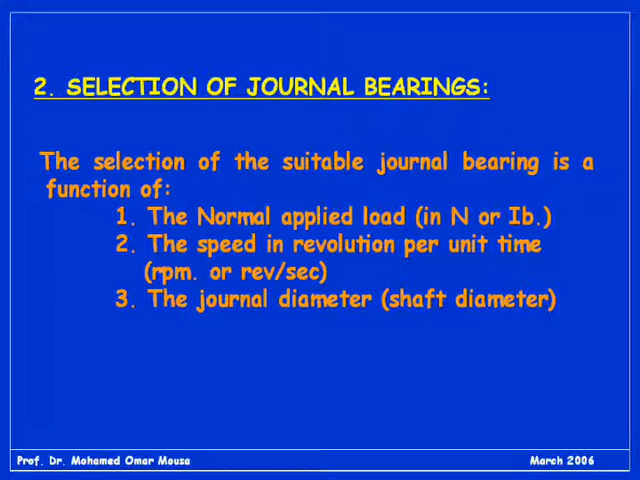 2. SELECTION OF JOURNAL BEARINGS:
The selection of the suitable journal bearing is a
function of:
1. The Normal applied load (in N or Ib.)
2. The speed in revolution per unit time
(rpm. or rev/sec)
3. The journal diameter (shaft diameter)
Prof. Dr. Mohamed Omar Mousa
March 2006